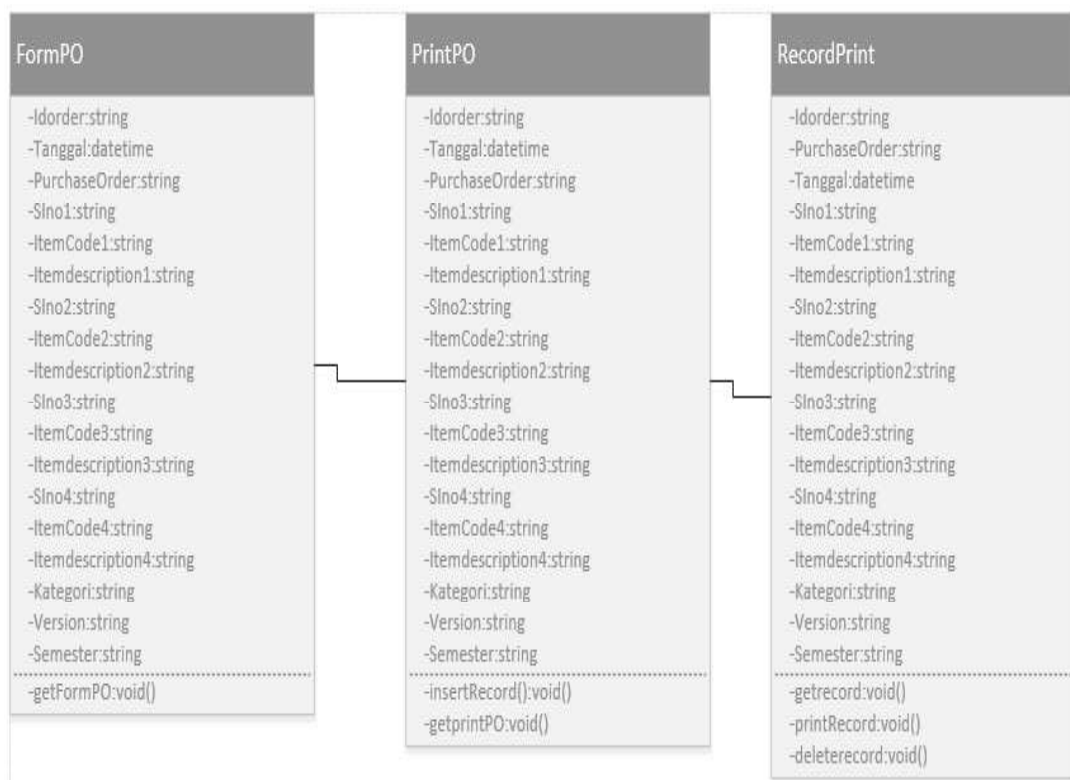 FormPO
-Idorder:string
-Tanggal:datetime
-PurchaseOrder:string
-SIno1:string
-ItemCode1:string
-Itemdescription1:string
-SIno2:string
-ItemCode2:string
-Itemdescription2:string
-SIno3:string
-ItemCode3:string
-Itemdescription3:string
-SIno4:string
-ItemCode4:string
-Itemdescription4:string
-Kategori:string
-Version:string
-Semester:string
-getFormPO:void()
PrintPO
-Idorder:string
-Tanggal:datetime
-PurchaseOrder:string
-SIno1:string
-ItemCode1:string
-Itemdescription1:string
-SIno2:string
-ItemCode2:string
-Itemdescription2:string
-SIno3:string
-ItemCode3:string
-Itemdescription3:string
-SIno4:string
-ItemCode4:string
-Itemdescription4:string
-Kategori:string
-Version:string
-Semester:string
-insertRecord():void()
-getprintPO:void()
RecordPrint
-Idorder:string
-PurchaseOrder:string
-Tanggal:datetime
-SIno1:string
-ItemCode1:string
-Itemdescription1:string
-SIno2:string
-ItemCode2:string
-Itemdescription2:string
-SIno3:string
-ItemCode3:string
-Itemdescription3:string
-SIno4:string
-ItemCode4:string
-Itemdescription4:string
-Kategori:string
-Version:string
-Semester:string
-getrecord:void()
-printRecord:void()
-deleterecord:void()